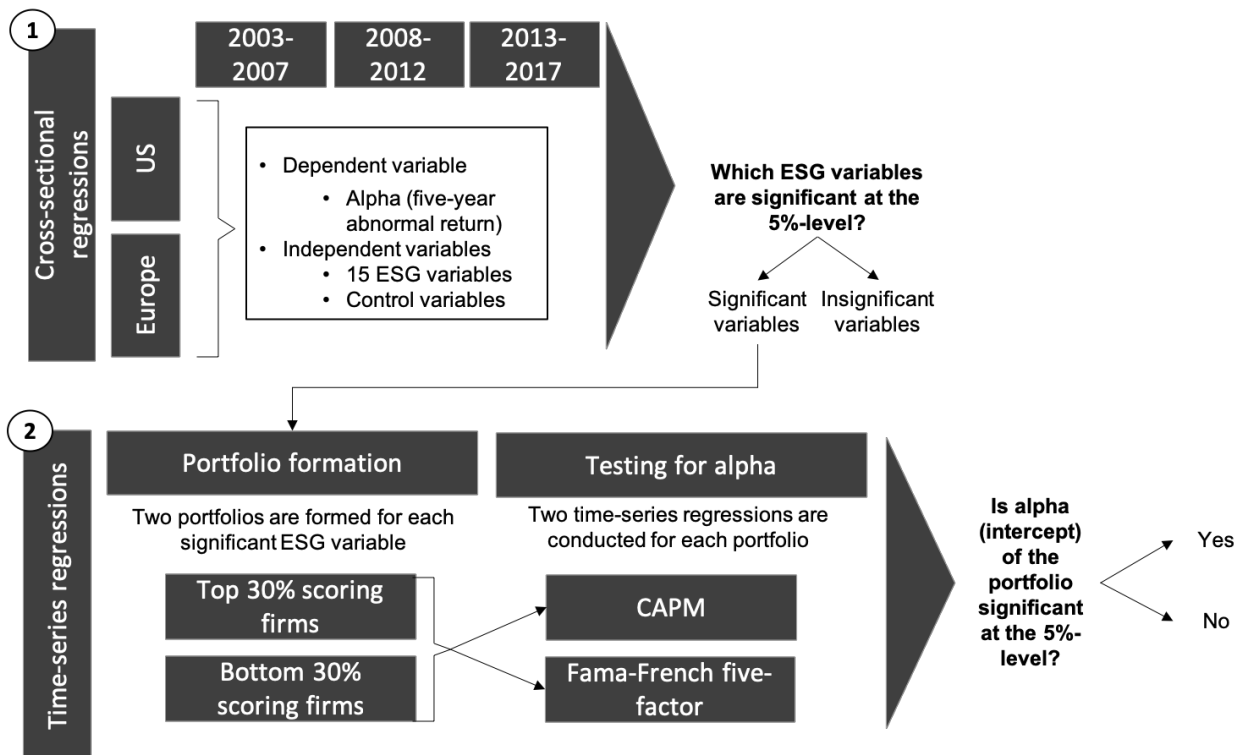 1
Cross-sectional
regressions
2003-
2007
2008-
2012
2013-
2017
US
Europe
• Dependent variable
• Alpha (five-year
abnormal return)
• Independent variables
• 15 ESG variables
• Control variables
Which ESG variables
are significant at the
5%-level?
Significant
variables
Insignificant
variables
2
Time-series regressions
Portfolio formation
Two portfolios are formed for each
significant ESG variable
Top 30% scoring
firms
Bottom 30%
scoring firms
Testing for alpha
Two time-series regressions are
conducted for each portfolio
CAPM
Fama-French five-
factor
Is alpha
(intercept)
of the
portfolio
significant
at the 5%-
level?
Yes
No